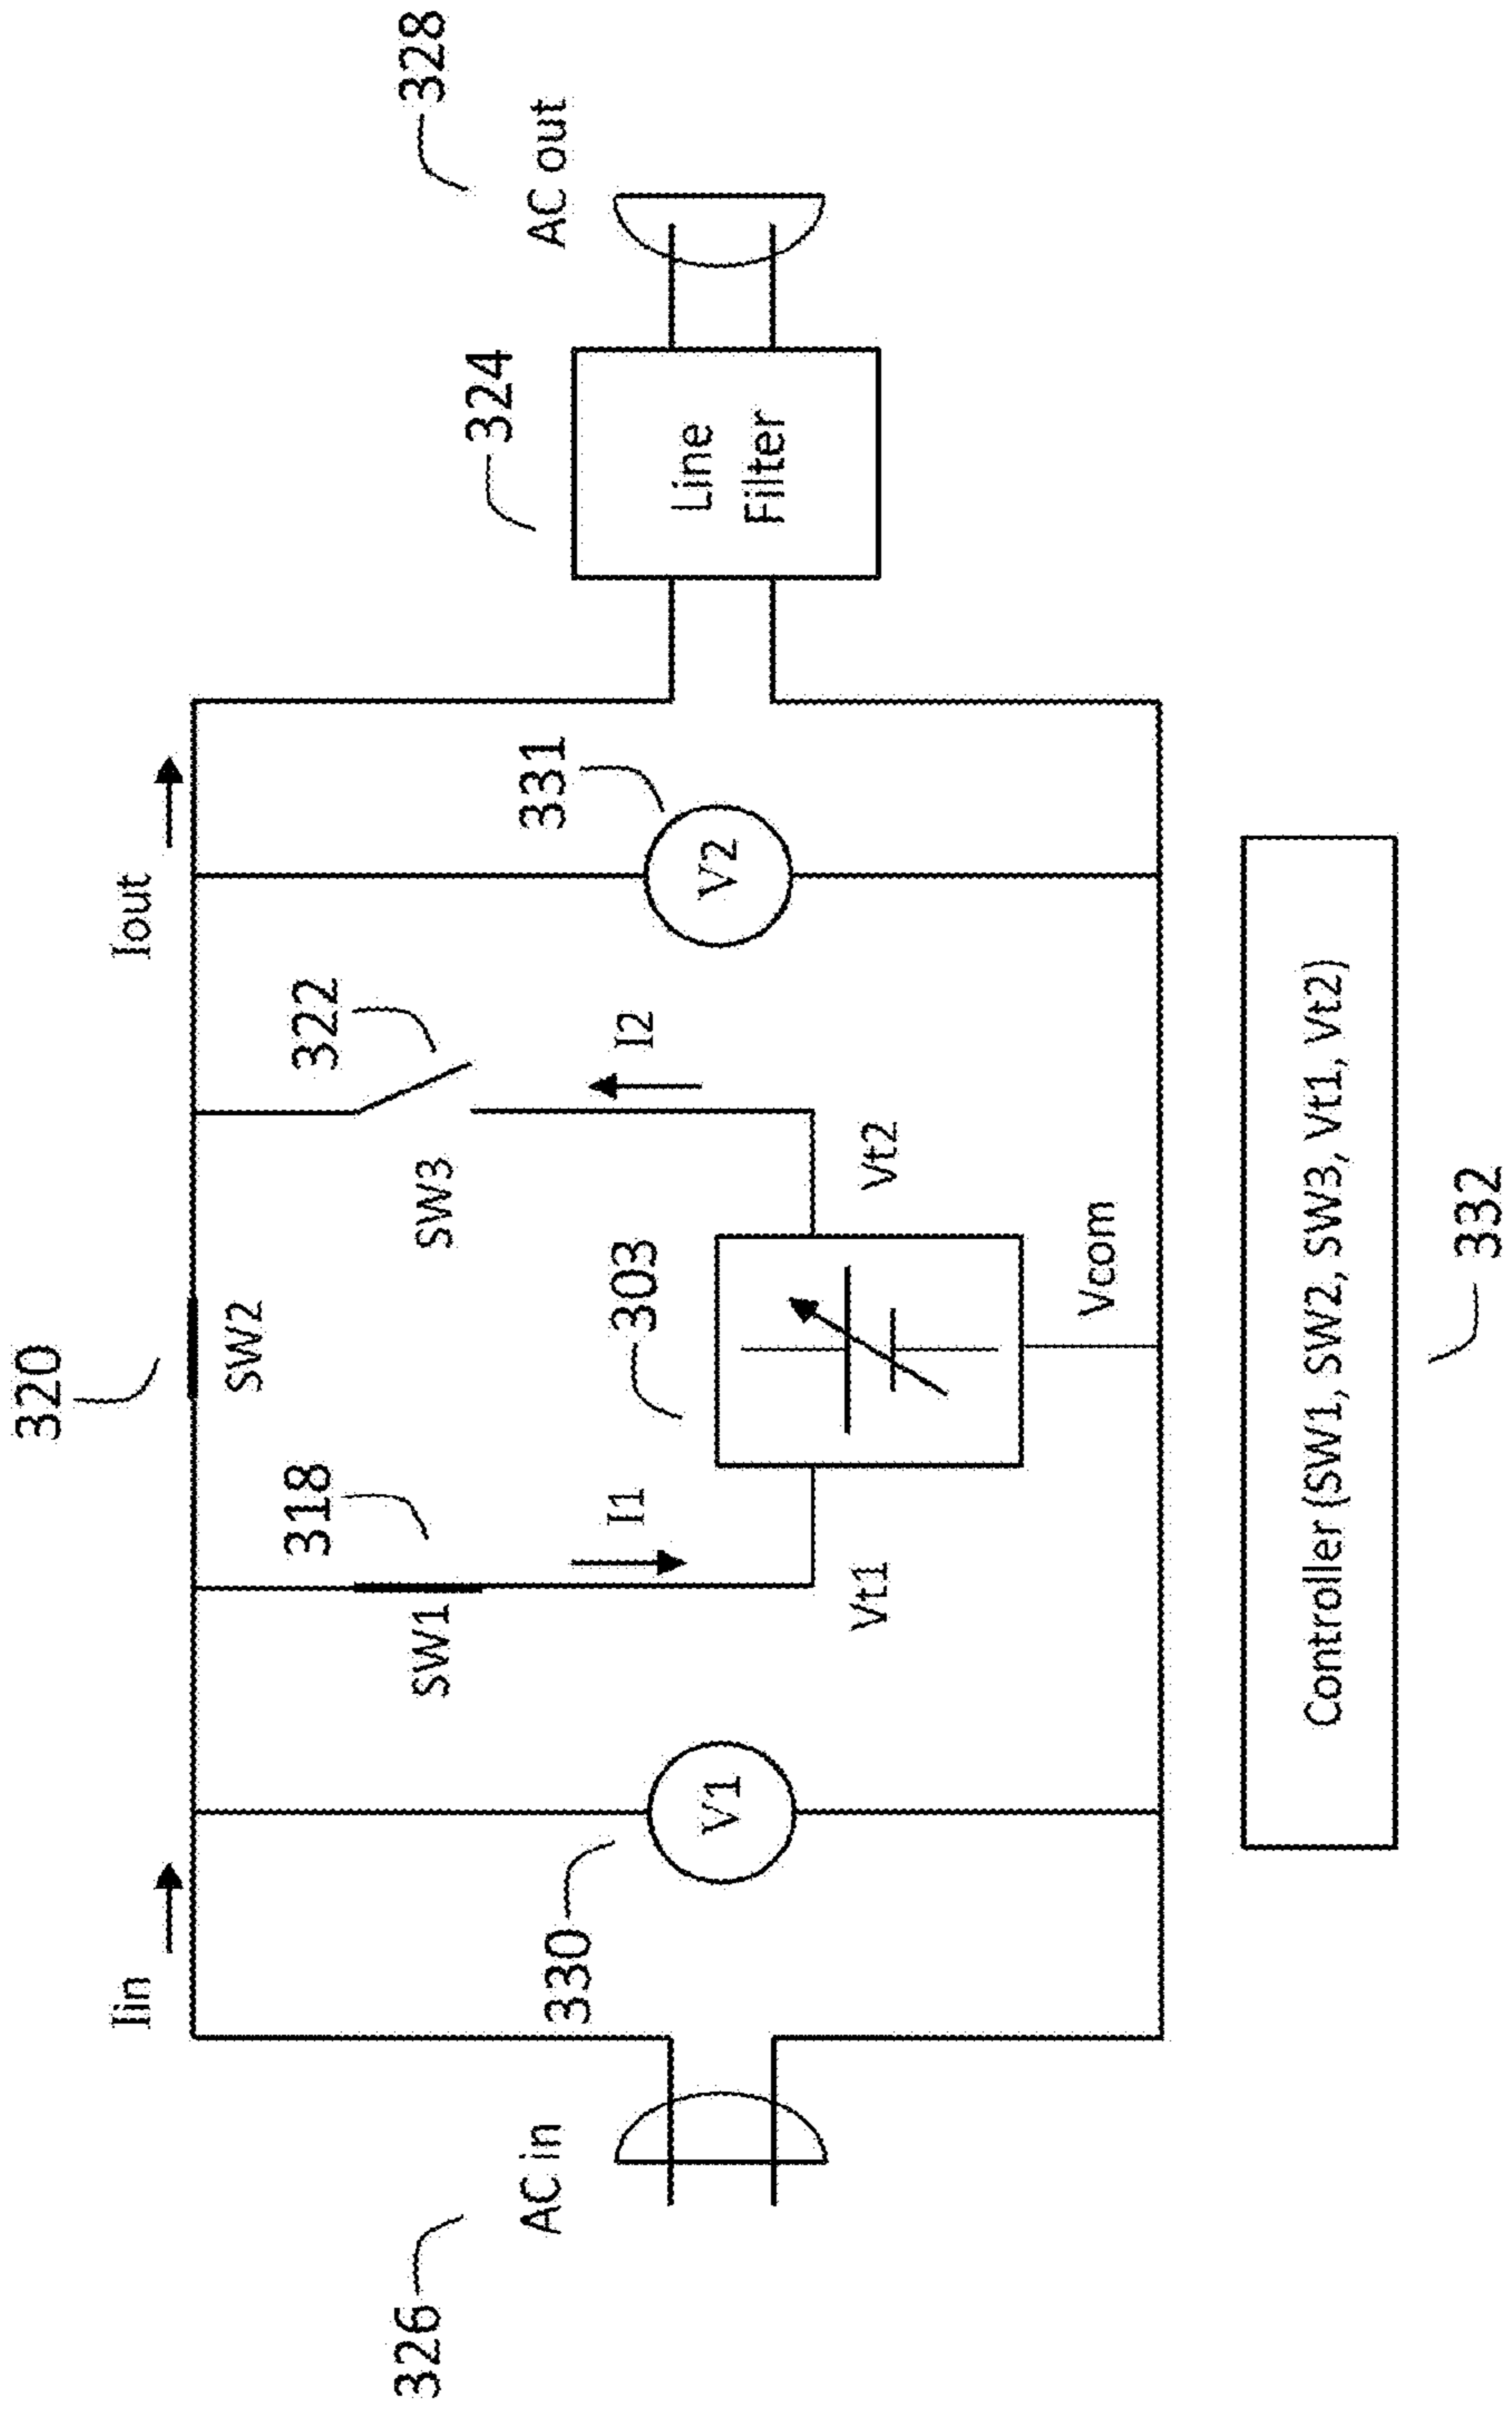 320
Iin
Iout
SW2
318
322
328
SW1
SW3
324
AC out
326
AC in
330
I1
303
I2
331
V1
V2
Line
Filter
Vt1
Vt2
Vcom
Controller (SW1, SW2, SW3, Vt1, Vt2)
332